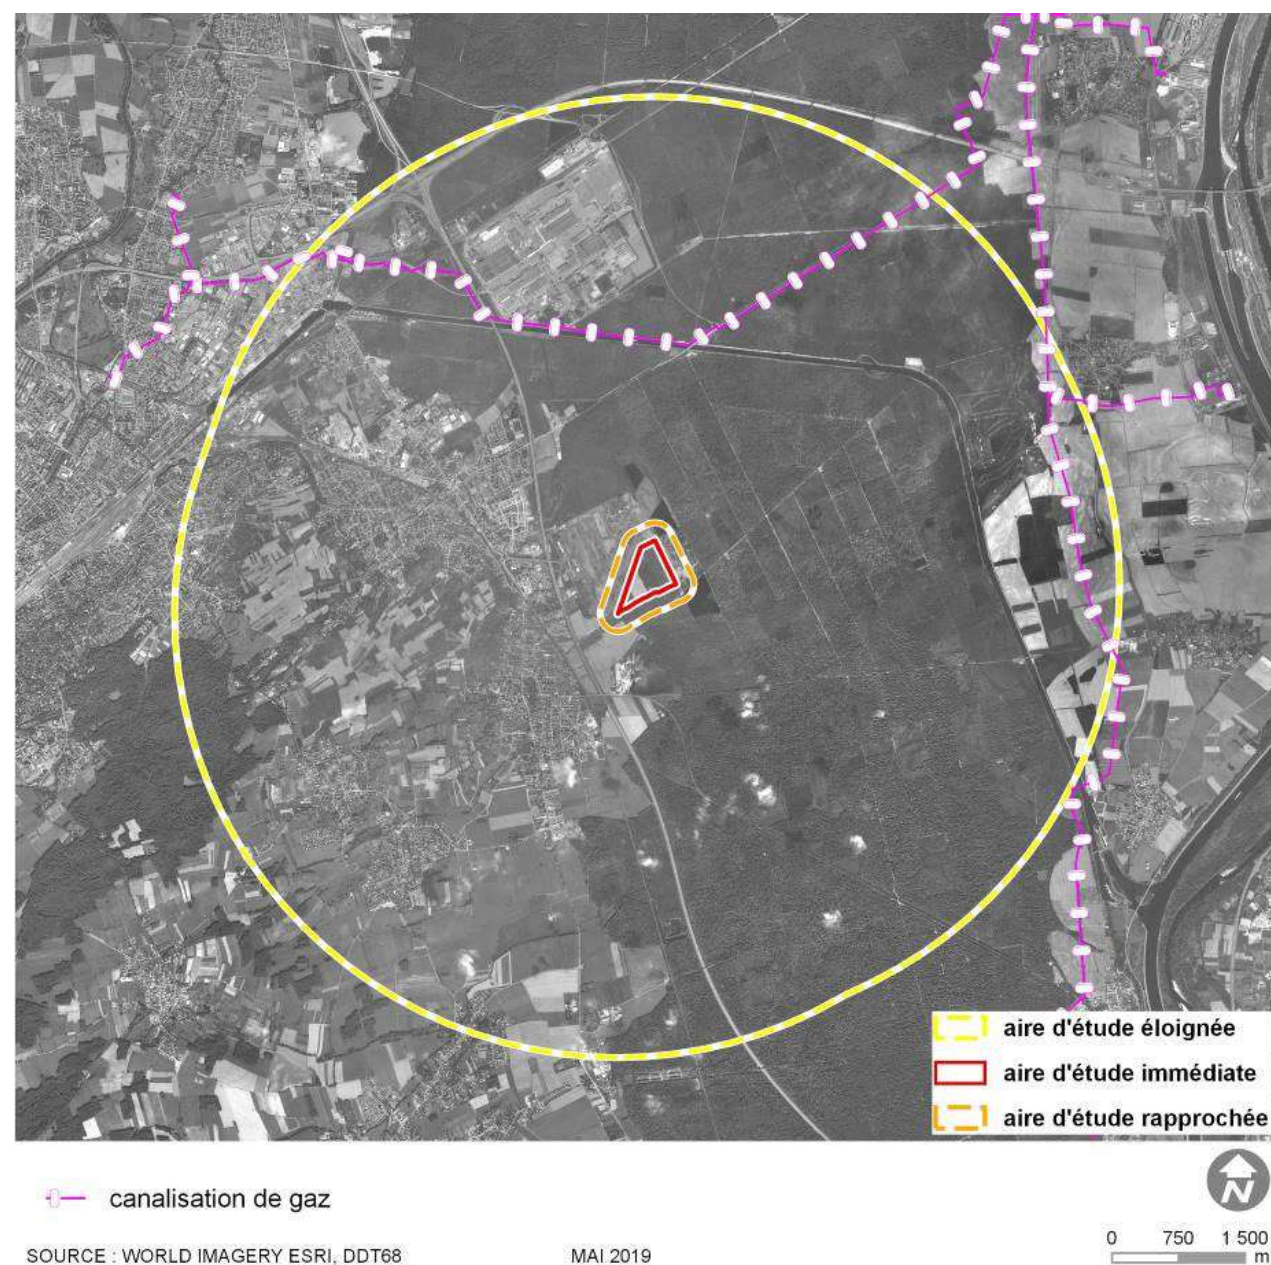 aire d'étude éloignée
aire d'étude immédiate
aire d'étude rapprochée
canalisation de gaz
N
0 750 1 500
m
SOURCE : WORLD IMAGERY ESRI, DDT68 MAI 2019